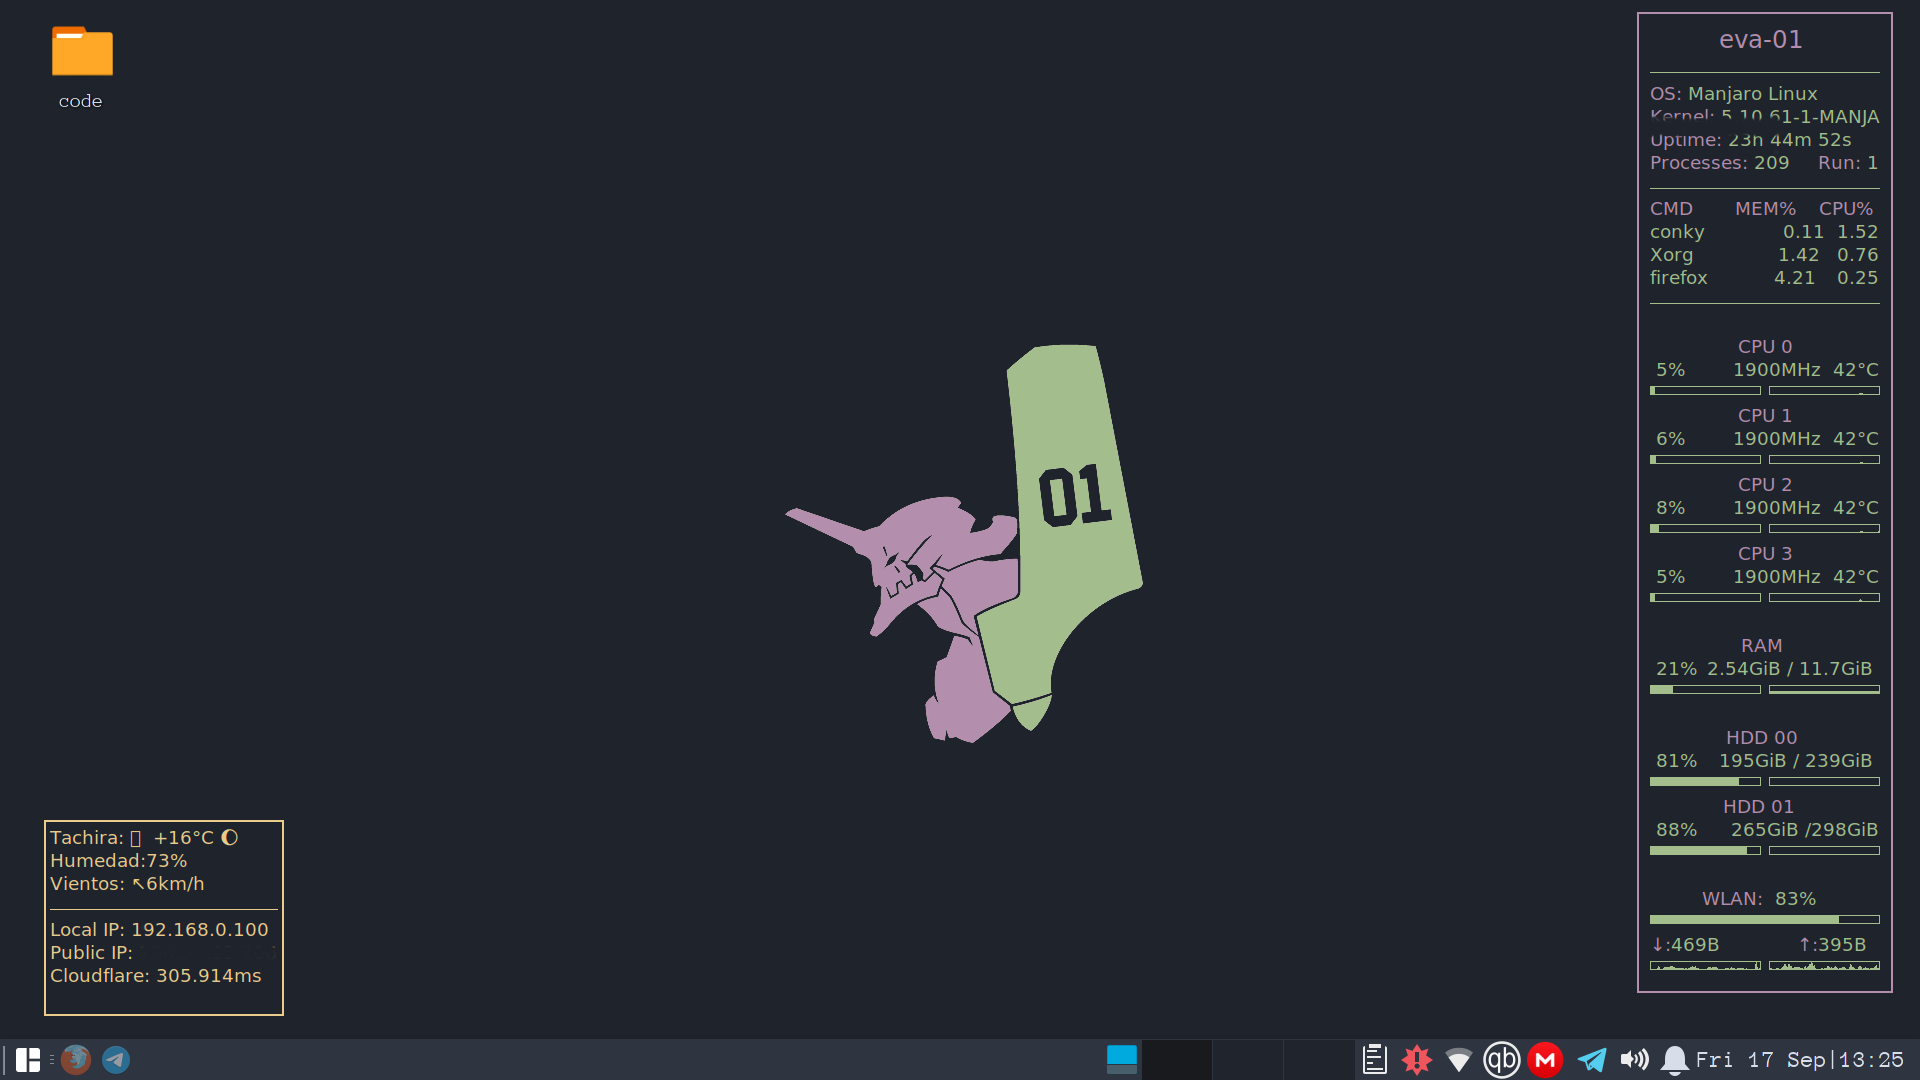 code
eva-01
OS: Manjaro Linux
Kernel: 5.10.61-1-MANJA
Uptime: 23h 44m 52s
Processes: 209 Run: 1
CMD MEM% CPU%
conky 0.11 1.52
Xorg 1.42 0.76
firefox 4.21 0.25
CPU 0
5% 1900MHz 42°C
CPU 1
6% 1900MHz 42°C
CPU 2
8% 1900MHz 42°C
CPU 3
5% 1900MHz 42°C
RAM
21% 2.54GiB / 11.7GiB
HDD 00
81% 195GiB / 239GiB
HDD 01
88% 265GiB /298GiB
WLAN: 83%
↓:469B ↑:395B
01
Tachira: +16°C
Humedad:73%
Vientos: ↖6km/h
Local IP: 192.168.0.100
Public IP:
Cloudflare: 305.914ms
qb
M
Fri 17 Sep|13:25